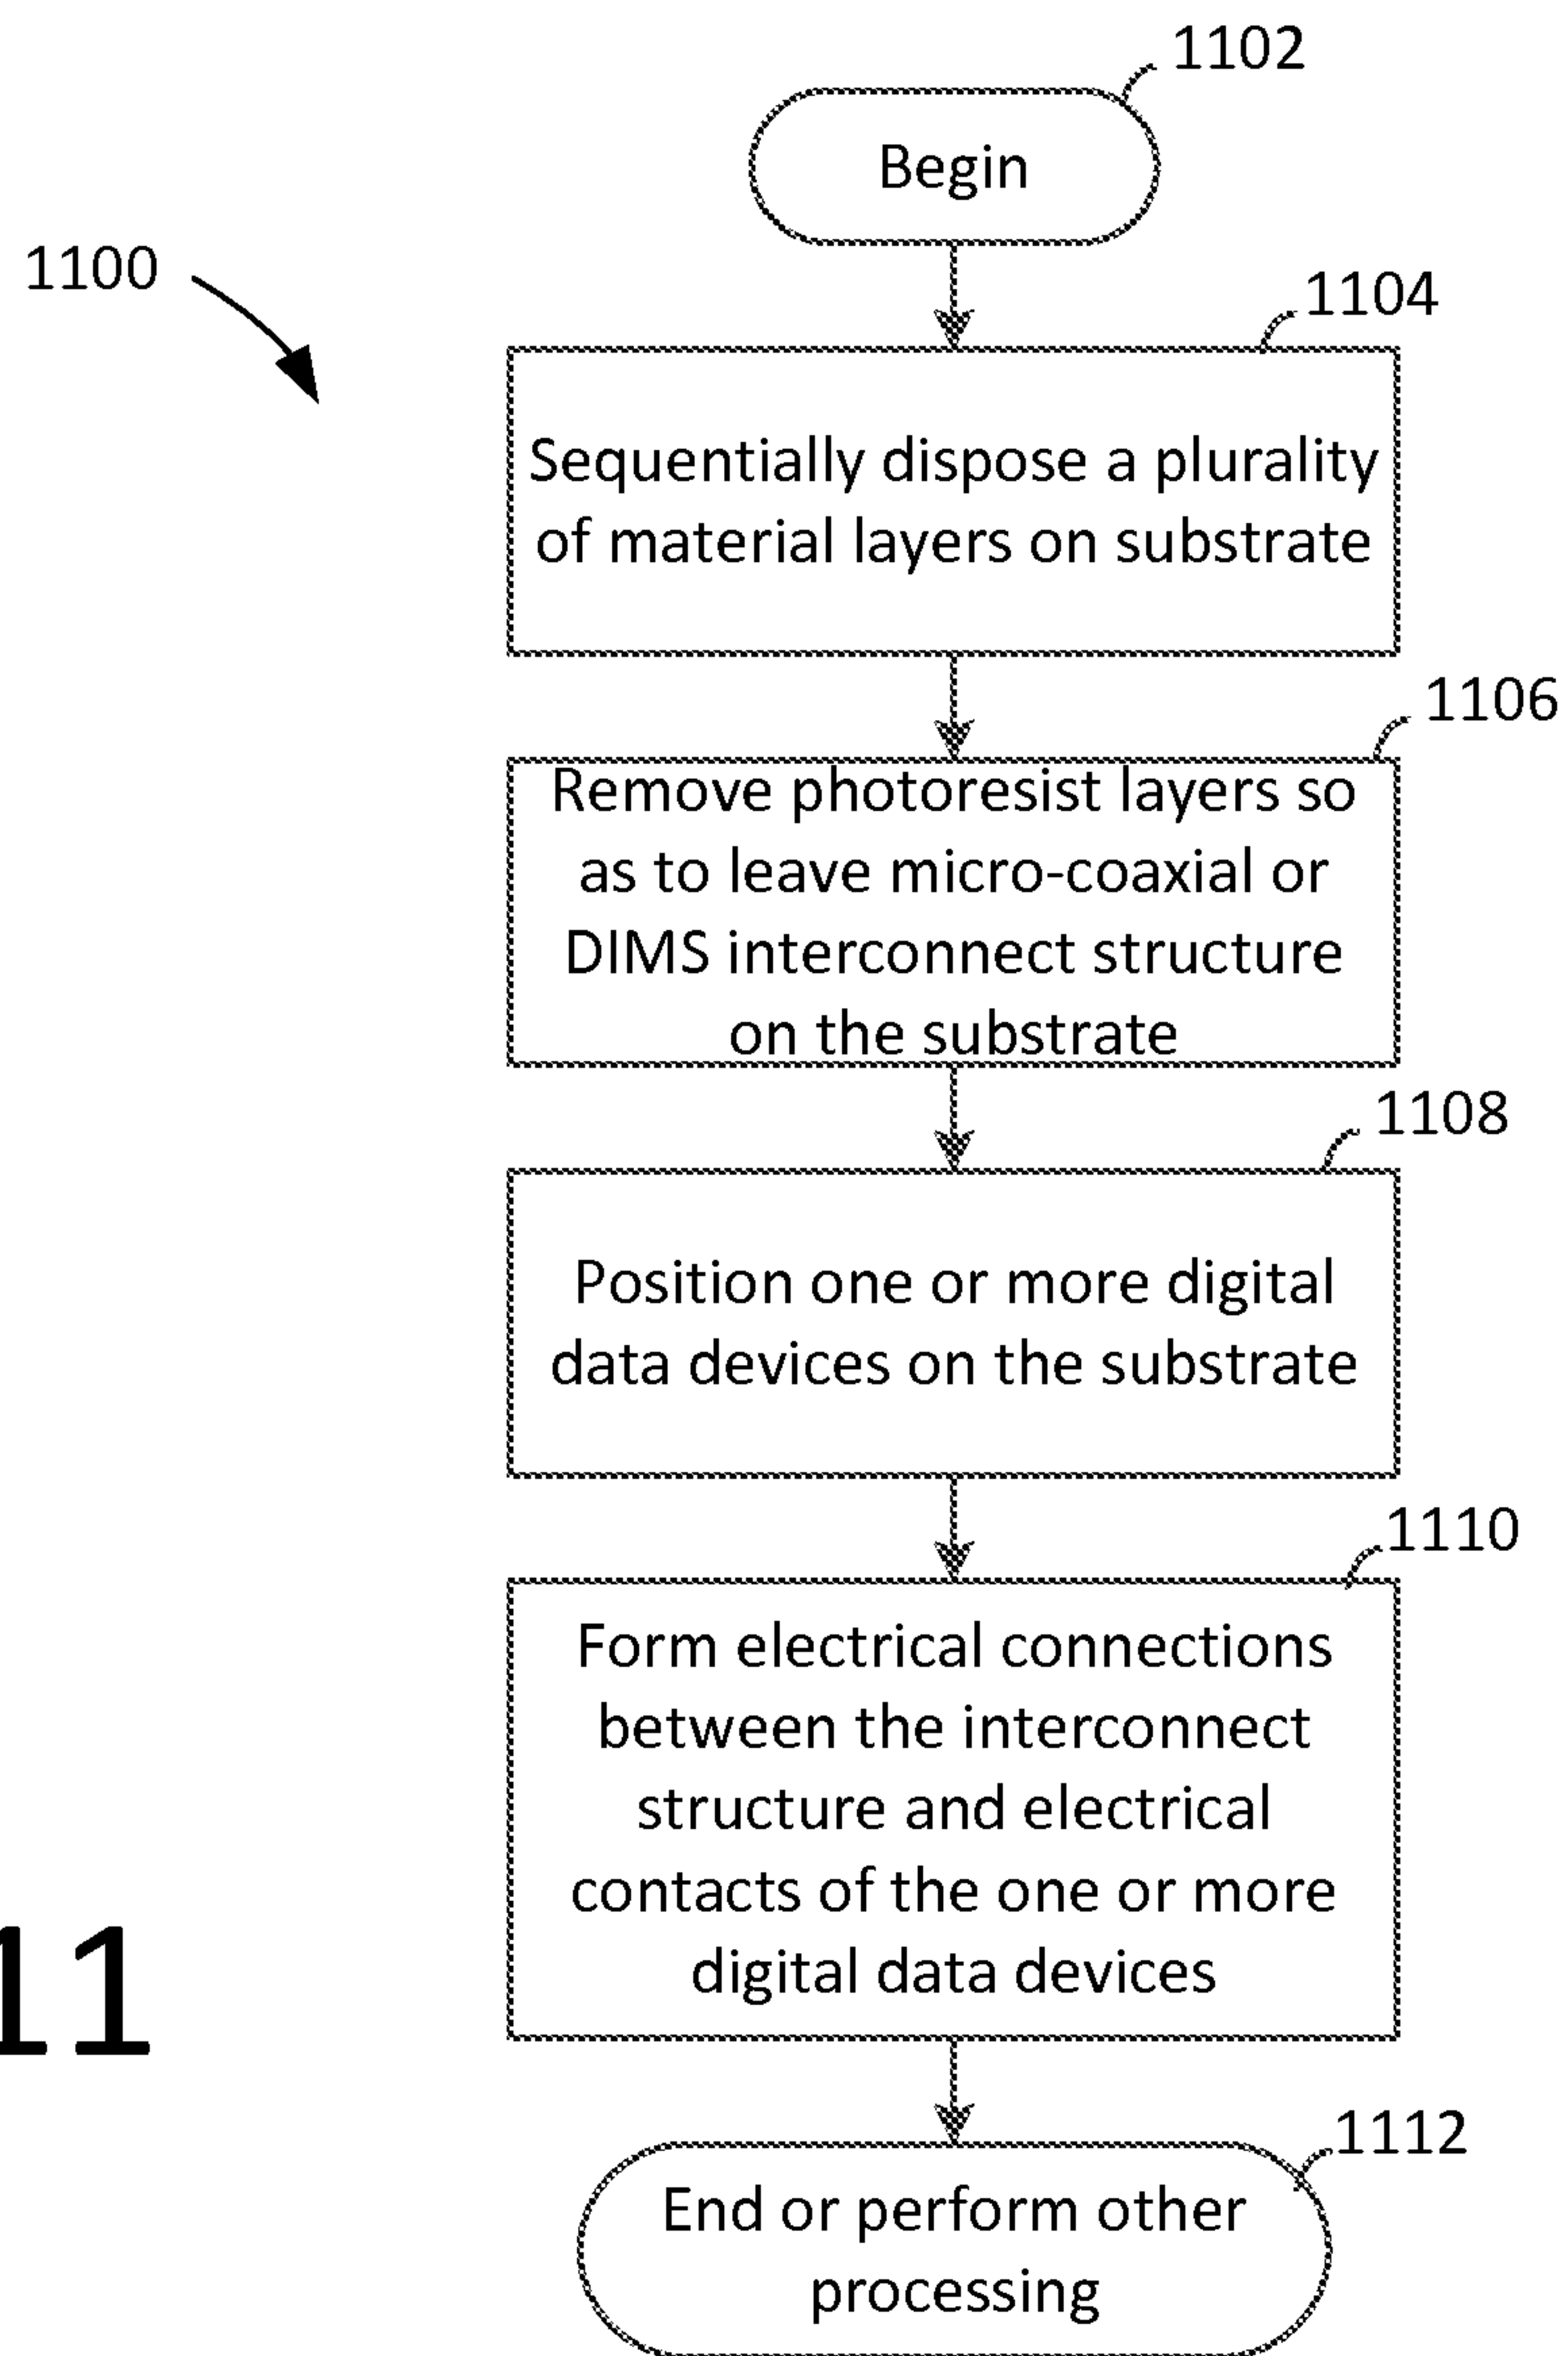 1102
Begin
1100
1104
Sequentially dispose a plurality
of material layers on substrate
1106
Remove photoresist layers so
as to leave micro-coaxial or
DIMS interconnect structure
on the substrate
1108
Position one or more digital
data devices on the substrate
1110
Form electrical connections
between the interconnect
structure and electrical
contacts of the one or more
digital data devices
11
1112
End or perform other
processing